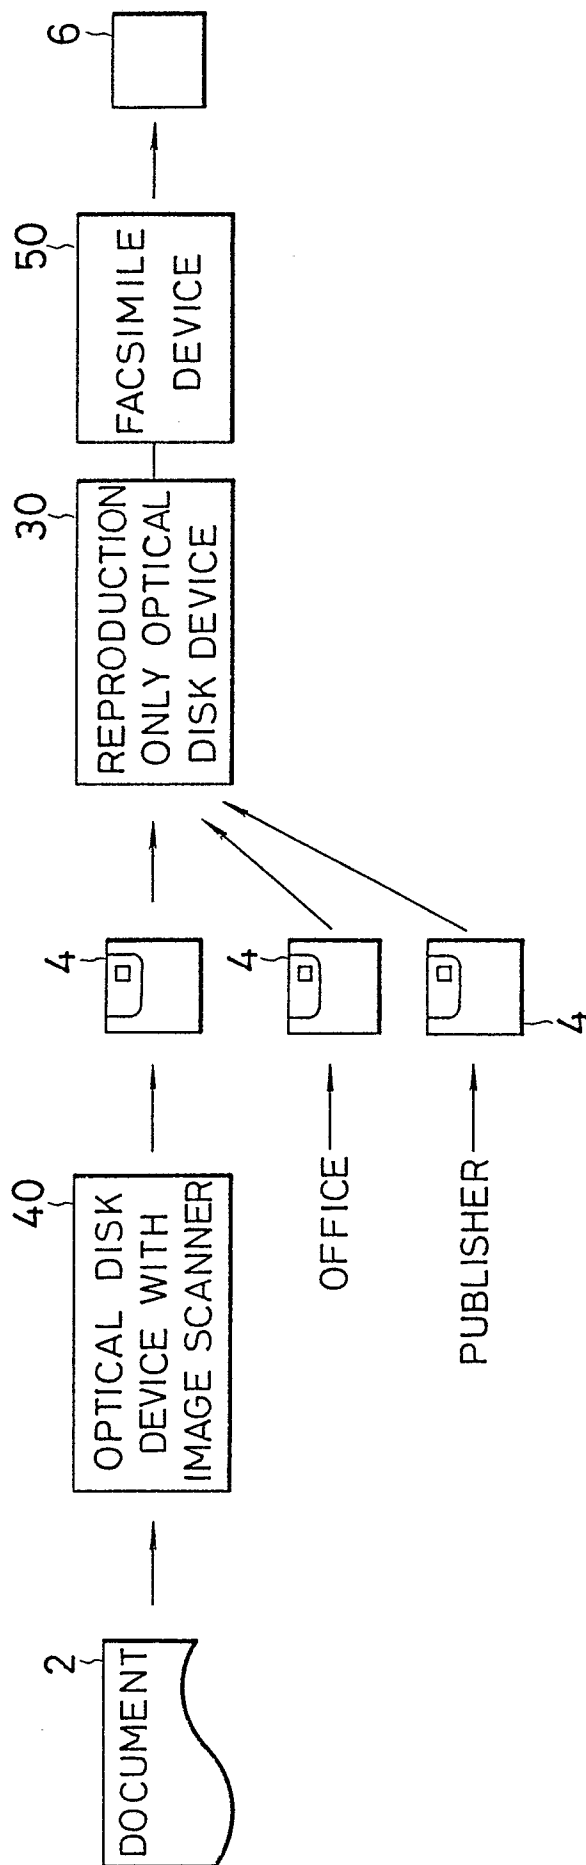 2
DOCUMENT
40
OPTICAL DISK
DEVICE WITH
IMAGE SCANNER
4
OFFICE
4
PUBLISHER
4
30
REPRODUCTION
ONLY OPTICAL
DISK DEVICE
50
FACSIMILE
DEVICE
6